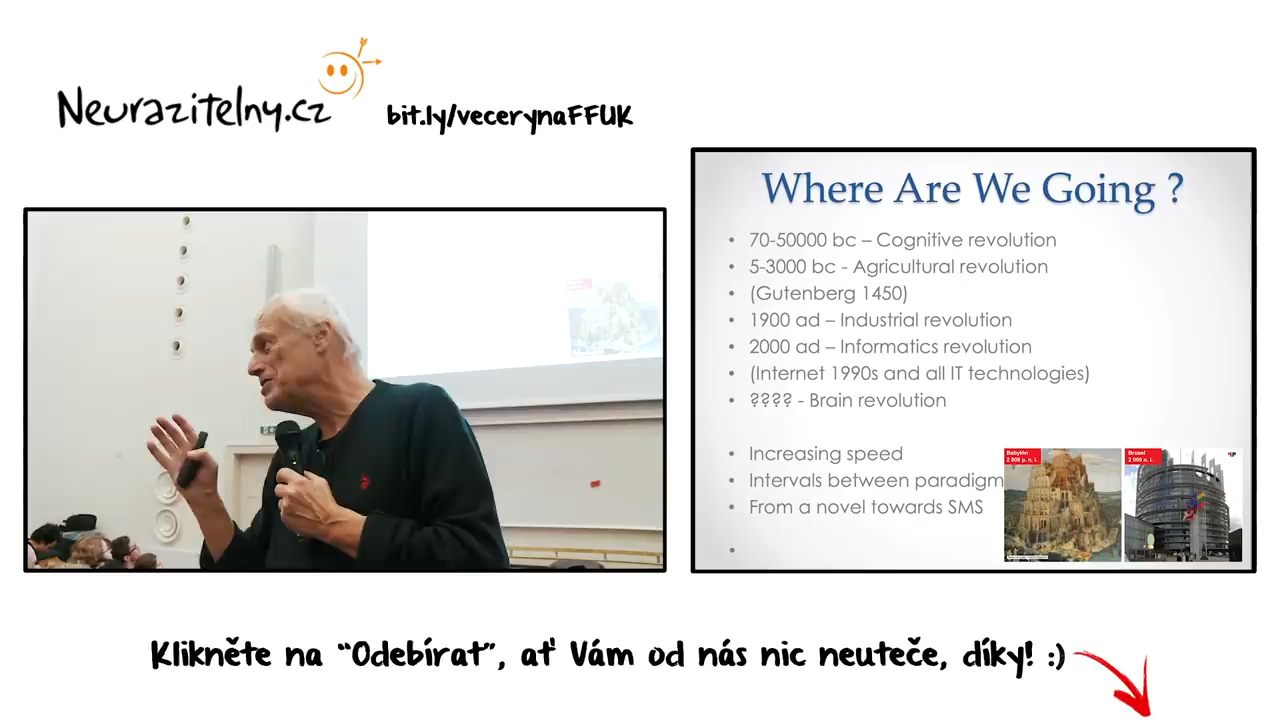 Neurazitelny.cz
bit.ly/vecerynaFFUK
Where Are We Going ?
• 70-50000 bc – Cognitive revolution
• 5-3000 bc - Agricultural revolution
• (Gutenberg 1450)
• 1900 ad – Industrial revolution
• 2000 ad – Informatics revolution
• (Internet 1990s and all IT technologies)
• ???? - Brain revolution
• Increasing speed
• Intervals between paradigm
• From a novel towards SMS
•
Babylón
2 000 p. n. l.
Brusel
2 000 n. l.
Klikněte na “Odebírat”, ať Vám od nás nic neuteče, díky! :)